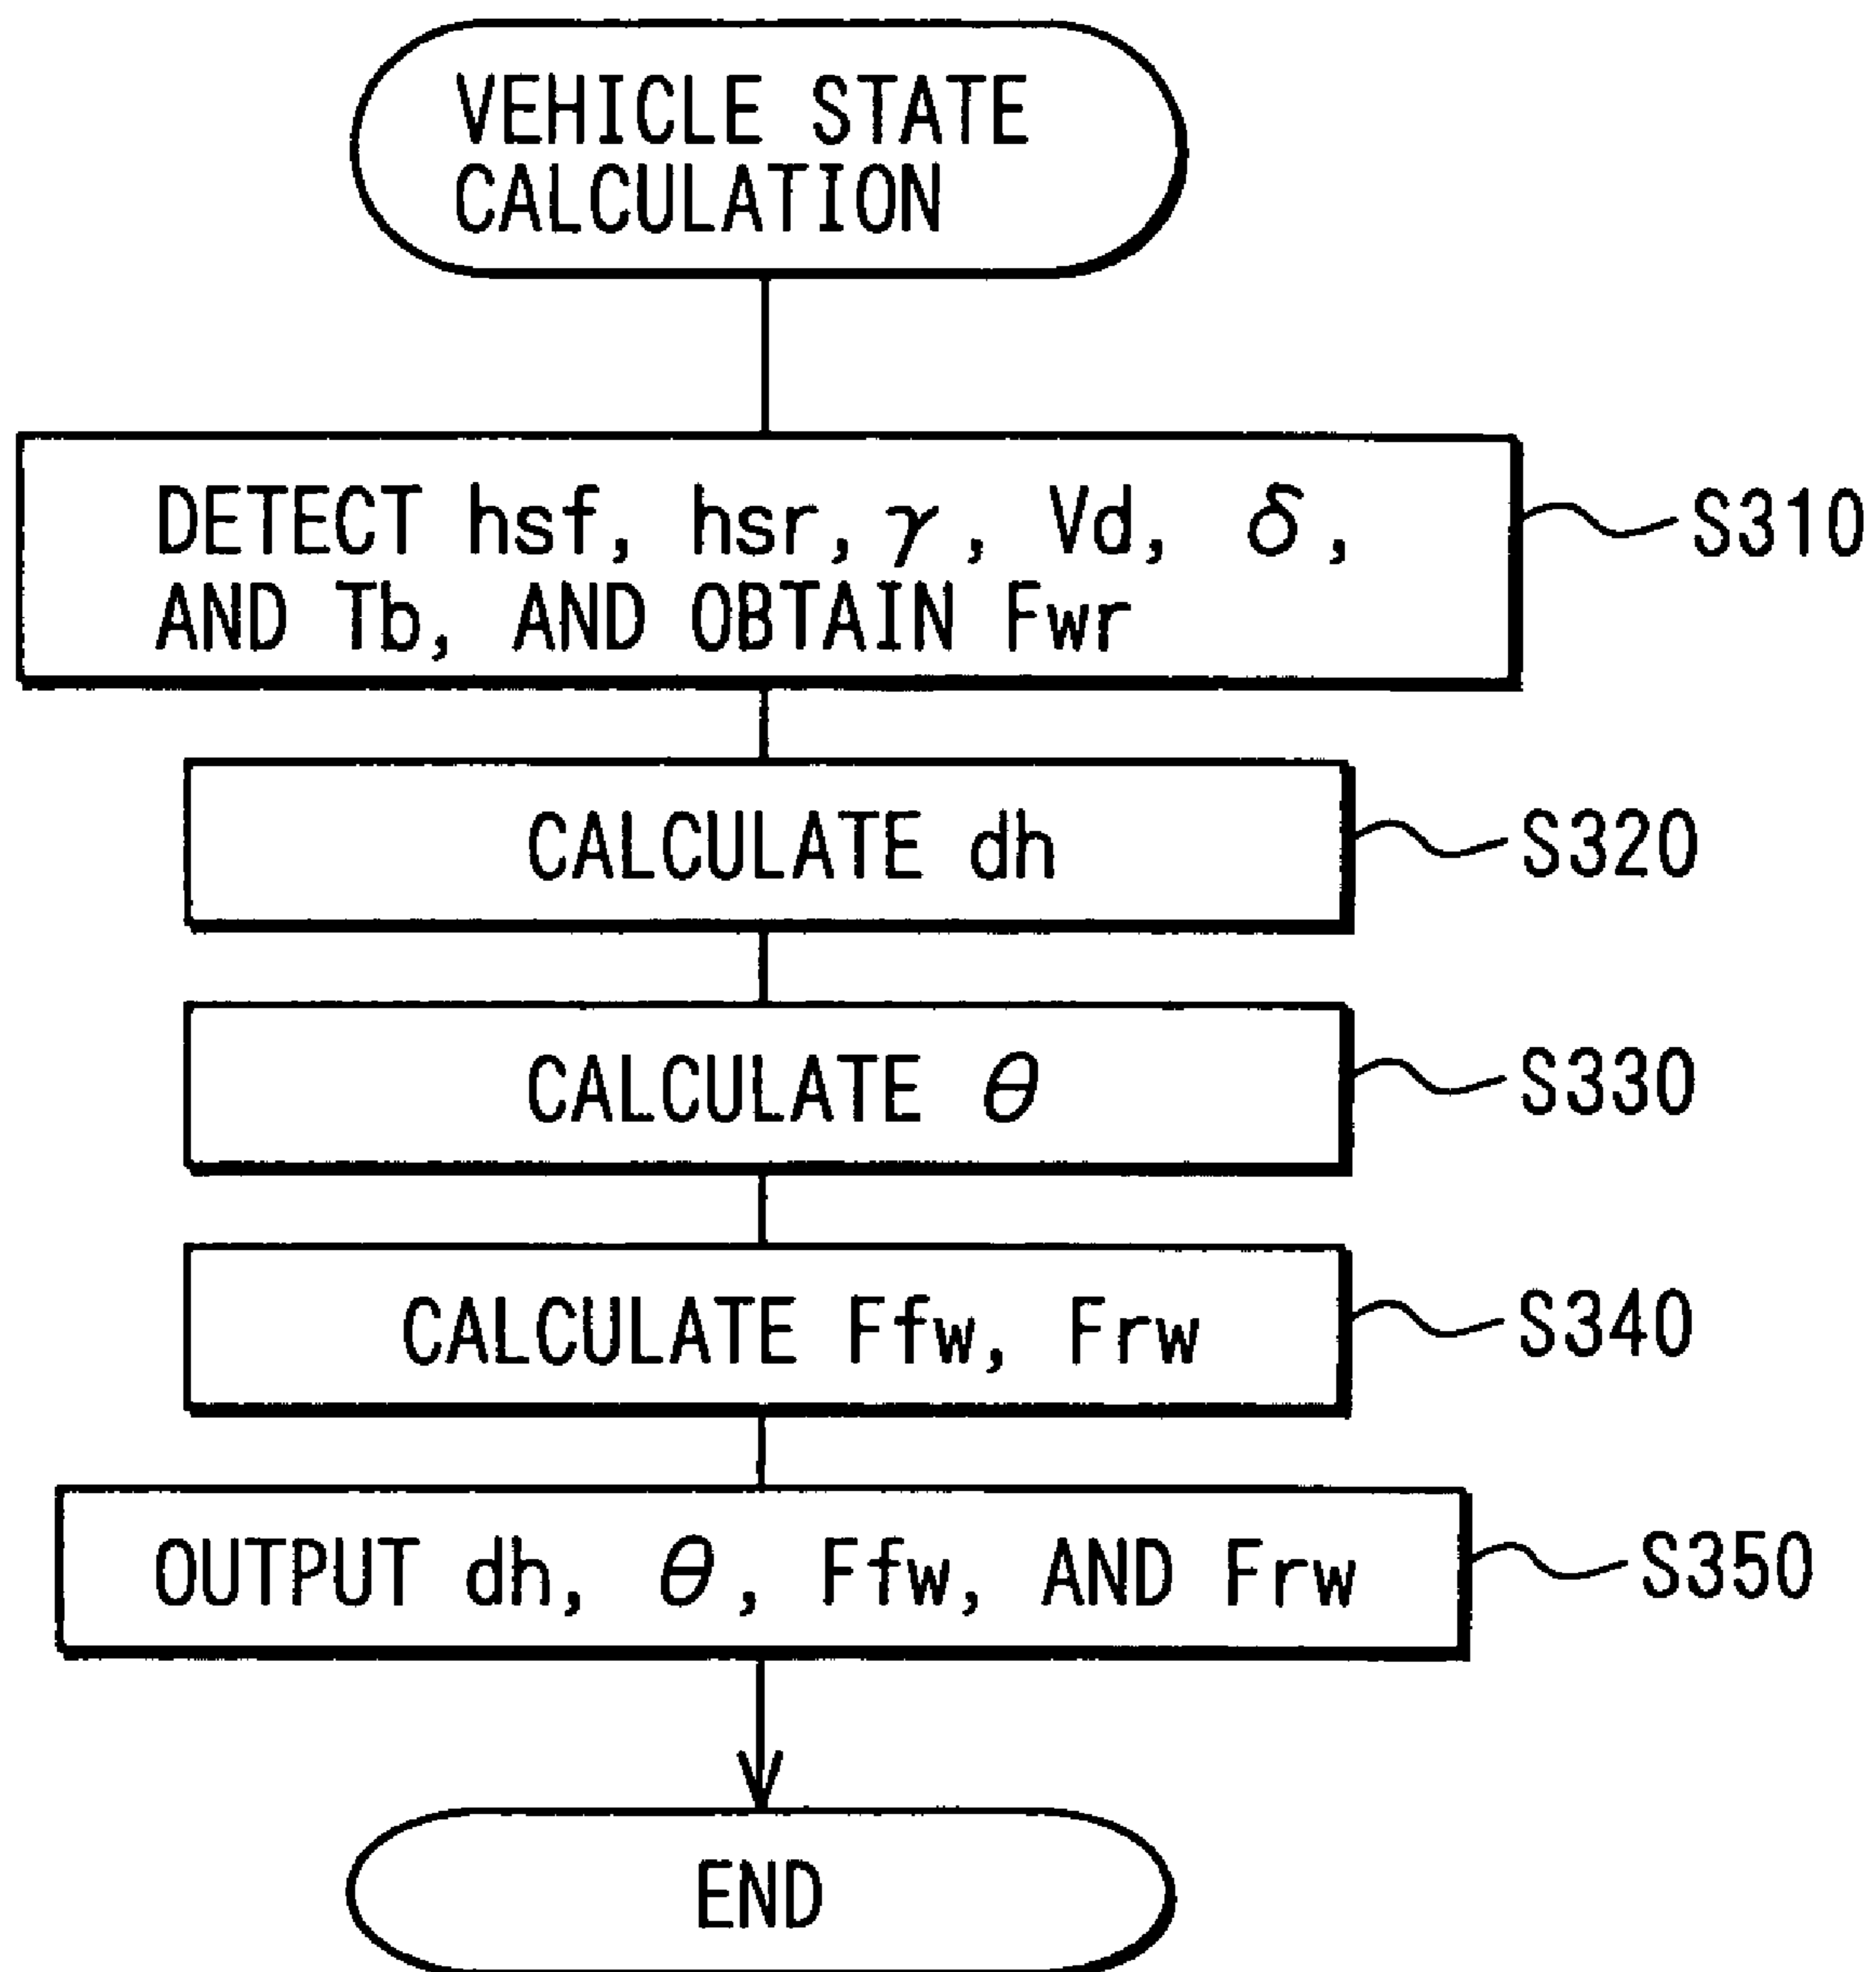 VEHICLE STATE
CALCULATION
DETECT hsf, hsr, γ, Vd, δ,
AND Tb, AND OBTAIN Fwr
S310
CALCULATE dh
S320
CALCULATE θ
S330
CALCULATE Ffw, Frw
S340
OUTPUT dh, θ, Ffw, AND Frw
S350
END